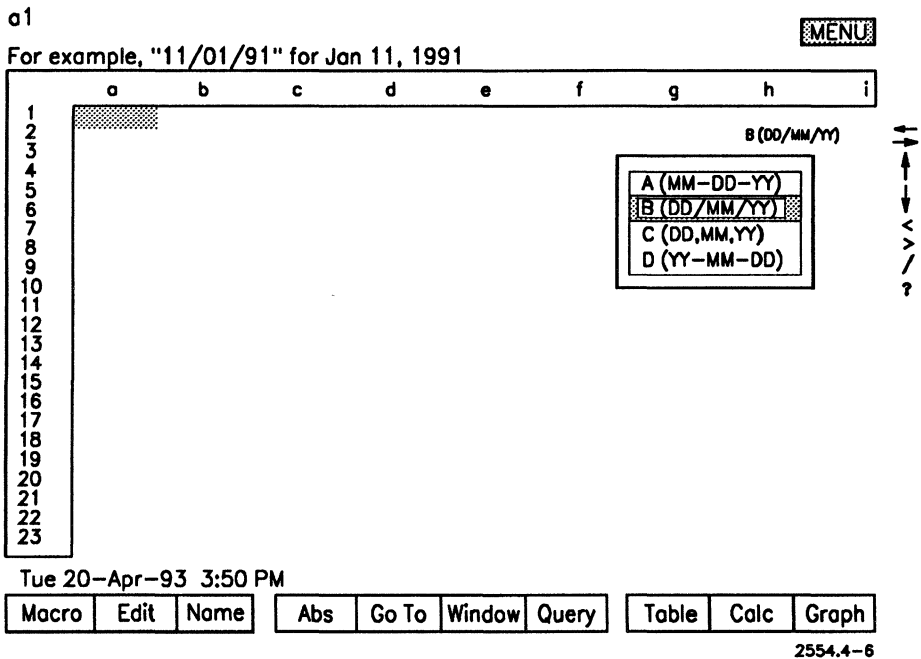 a1
MENU
For example, "11/01/91" for Jan 11, 1991
a b c d e f g h i
1
2
B (DD/MM/YY)
3
4
A (MM-DD-YY)
5
6
B (DD/MM/YY)
7
C (DD,MM,YY)
8
9
D (YY-MM-DD)
10
11
12
13
14
15
16
17
18
19
20
21
22
23
<
>
/
?
Tue 20-Apr-93 3:50 PM
Macro Edit Name Abs Go To Window Query Table Calc Graph
2554.4-6